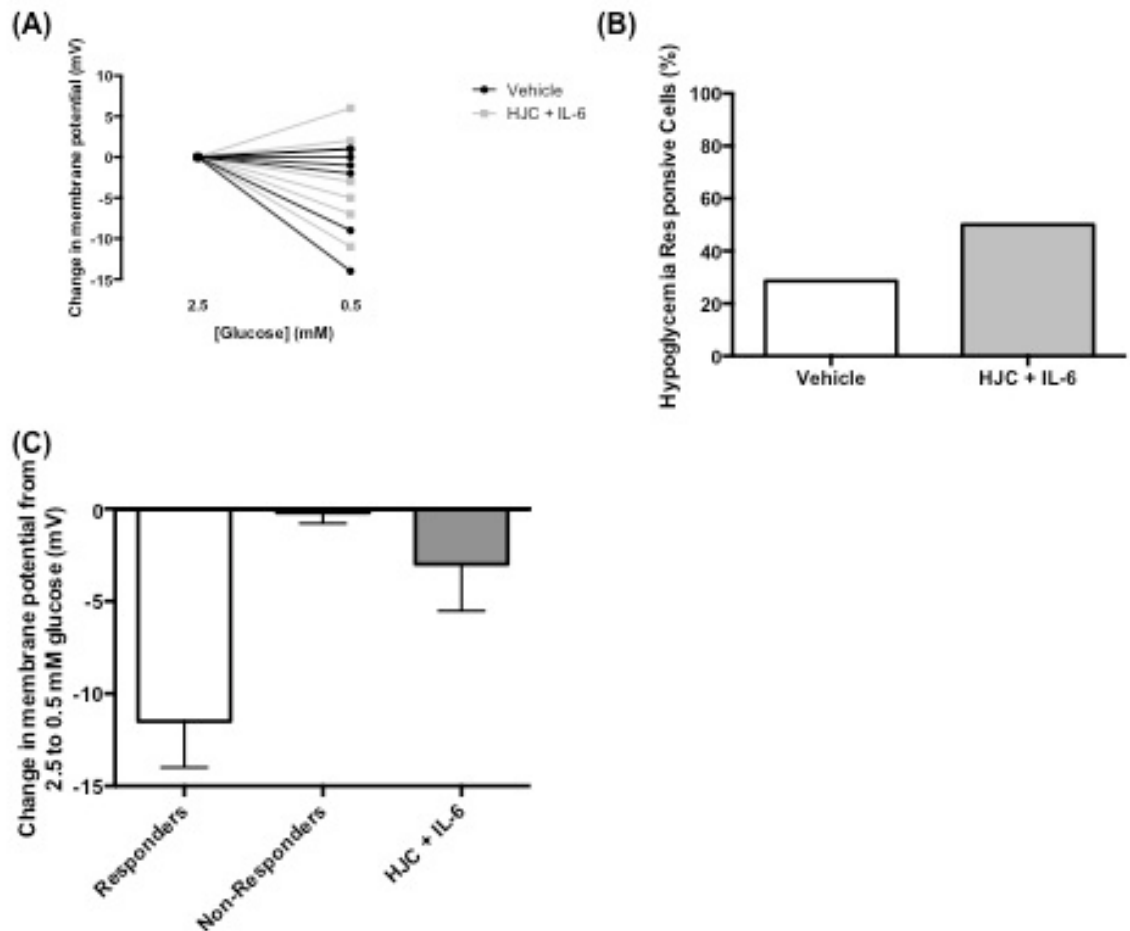 (A)
Change in membrane potential (mV)
10
5
0
-5
-10
-15
2.5
0.5
[Glucose] (mM)
Vehicle
HJC + IL-6
(B)
Hypoglycemia Responsive Cells (%)
100
80
60
40
20
0
Vehicle
HJC + IL-6
(C)
Change in membrane potential from
2.5 to 0.5 mM glucose (mV)
0
-5
-10
-15
Responders
Non-Responders
HJC + IL-6